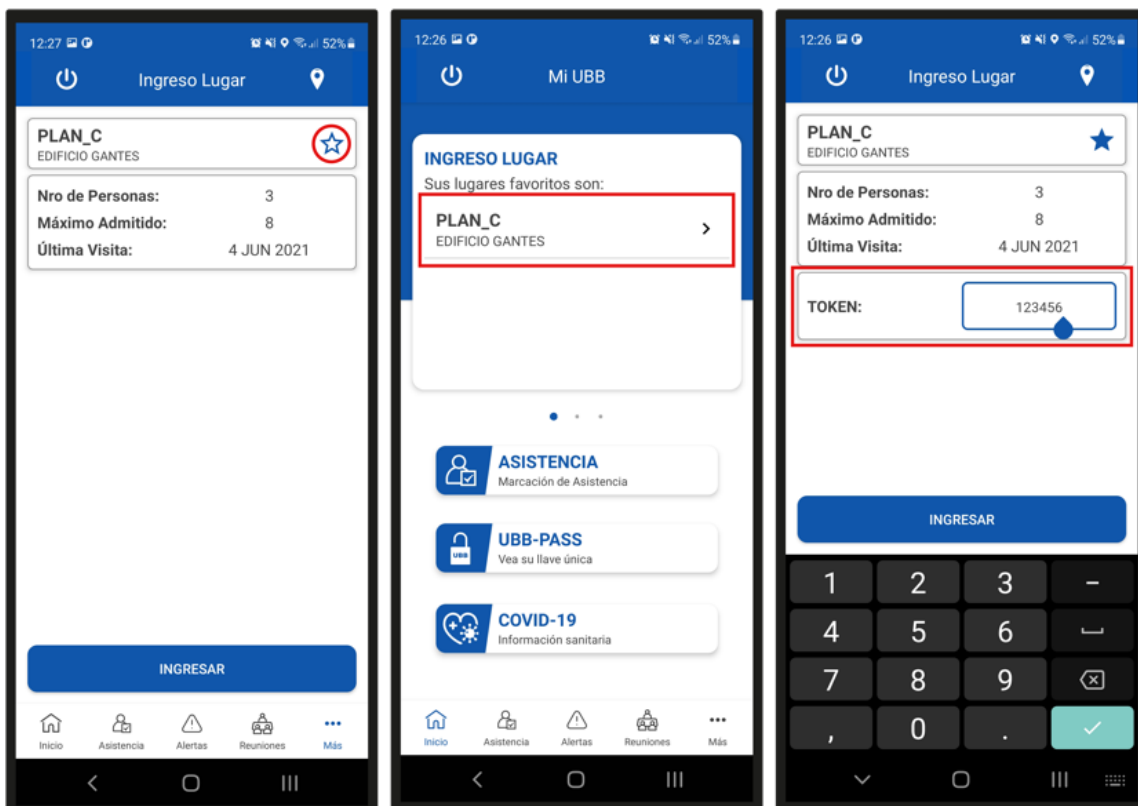 12:27
52%
Ingreso Lugar
PLAN_C
EDIFICIO GANTES
Nro de Personas: 3
Máximo Admitido: 8
Última Visita: 4 JUN 2021
INGRESAR
Inicio Asistencia Alertas Reuniones Más
12:26
52%
Mi UBB
INGRESO LUGAR
Sus lugares favoritos son:
PLAN_C
EDIFICIO GANTES
ASISTENCIA
Marcación de Asistencia
UBB
UBB-PASS
Vea su llave única
COVID-19
Información sanitaria
Inicio Asistencia Alertas Reuniones Más
12:26
52%
Ingreso Lugar
PLAN_C
EDIFICIO GANTES
Nro de Personas: 3
Máximo Admitido: 8
Última Visita: 4 JUN 2021
TOKEN: 123456
INGRESAR
1 2 3 –
4 5 6
7 8 9
, 0 .